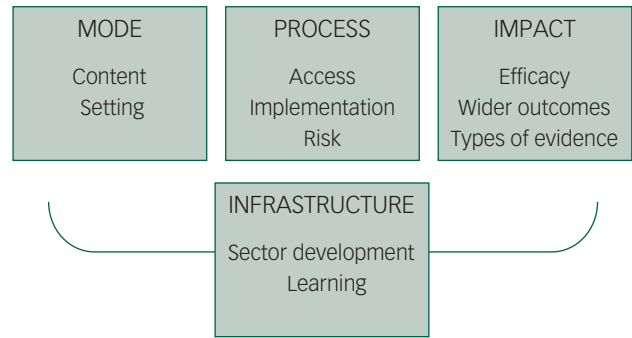 MODE
Content
Setting
PROCESS
Access
Implementation
Risk
IMPACT
Efficacy
Wider outcomes
Types of evidence
INFRASTRUCTURE
Sector development
Learning